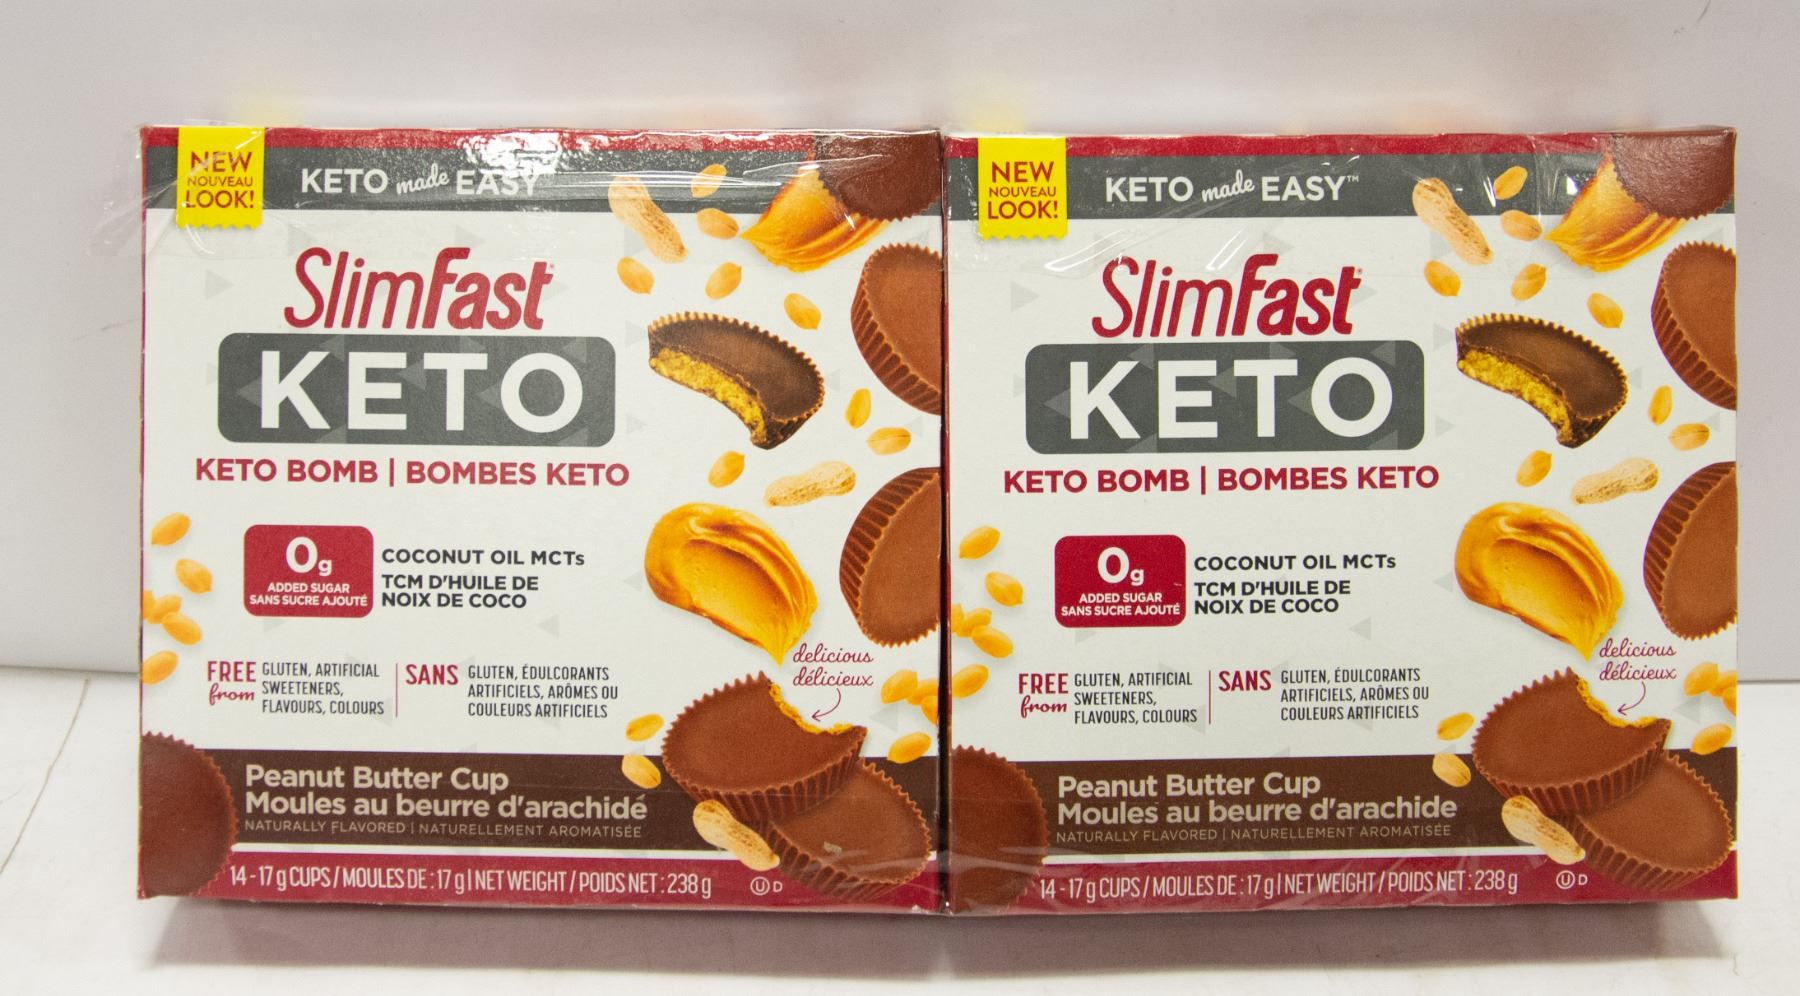 NEW
NOUVEAU
LOOK!
KETO made EASY
SlimFast
KETO
KETO BOMB | BOMBES KETO
0g
ADDED SUGAR
SANS SUCRE AJOUTÉ
COCONUT OIL MCTs
TCM D'HUILE DE
NOIX DE COCO
delicious
délicieux
FREE from
GLUTEN, ARTIFICIAL
SWEETENERS,
FLAVOURS, COLOURS
SANS
GLUTEN, ÉDULCORANTS
ARTIFICIELS, ARÔMES OU
COULEURS ARTIFICIELS
Peanut Butter Cup
Moules au beurre d'arachide
NATURALLY FLAVORED | NATURELLEMENT AROMATISÉE
14 - 17 g CUPS / MOULES DE : 17 g | NET WEIGHT / POIDS NET : 238 g
U D
NEW
NOUVEAU
LOOK!
KETO made EASY™
SlimFast
KETO
KETO BOMB | BOMBES KETO
0g
ADDED SUGAR
SANS SUCRE AJOUTÉ
COCONUT OIL MCTs
TCM D'HUILE DE
NOIX DE COCO
delicious
délicieux
FREE from
GLUTEN, ARTIFICIAL
SWEETENERS,
FLAVOURS, COLOURS
SANS
GLUTEN, ÉDULCORANTS
ARTIFICIELS, ARÔMES OU
COULEURS ARTIFICIELS
Peanut Butter Cup
Moules au beurre d'arachide
NATURALLY FLAVORED | NATURELLEMENT AROMATISÉE
14 - 17 g CUPS / MOULES DE : 17 g | NET WEIGHT / POIDS NET : 238 g
U D